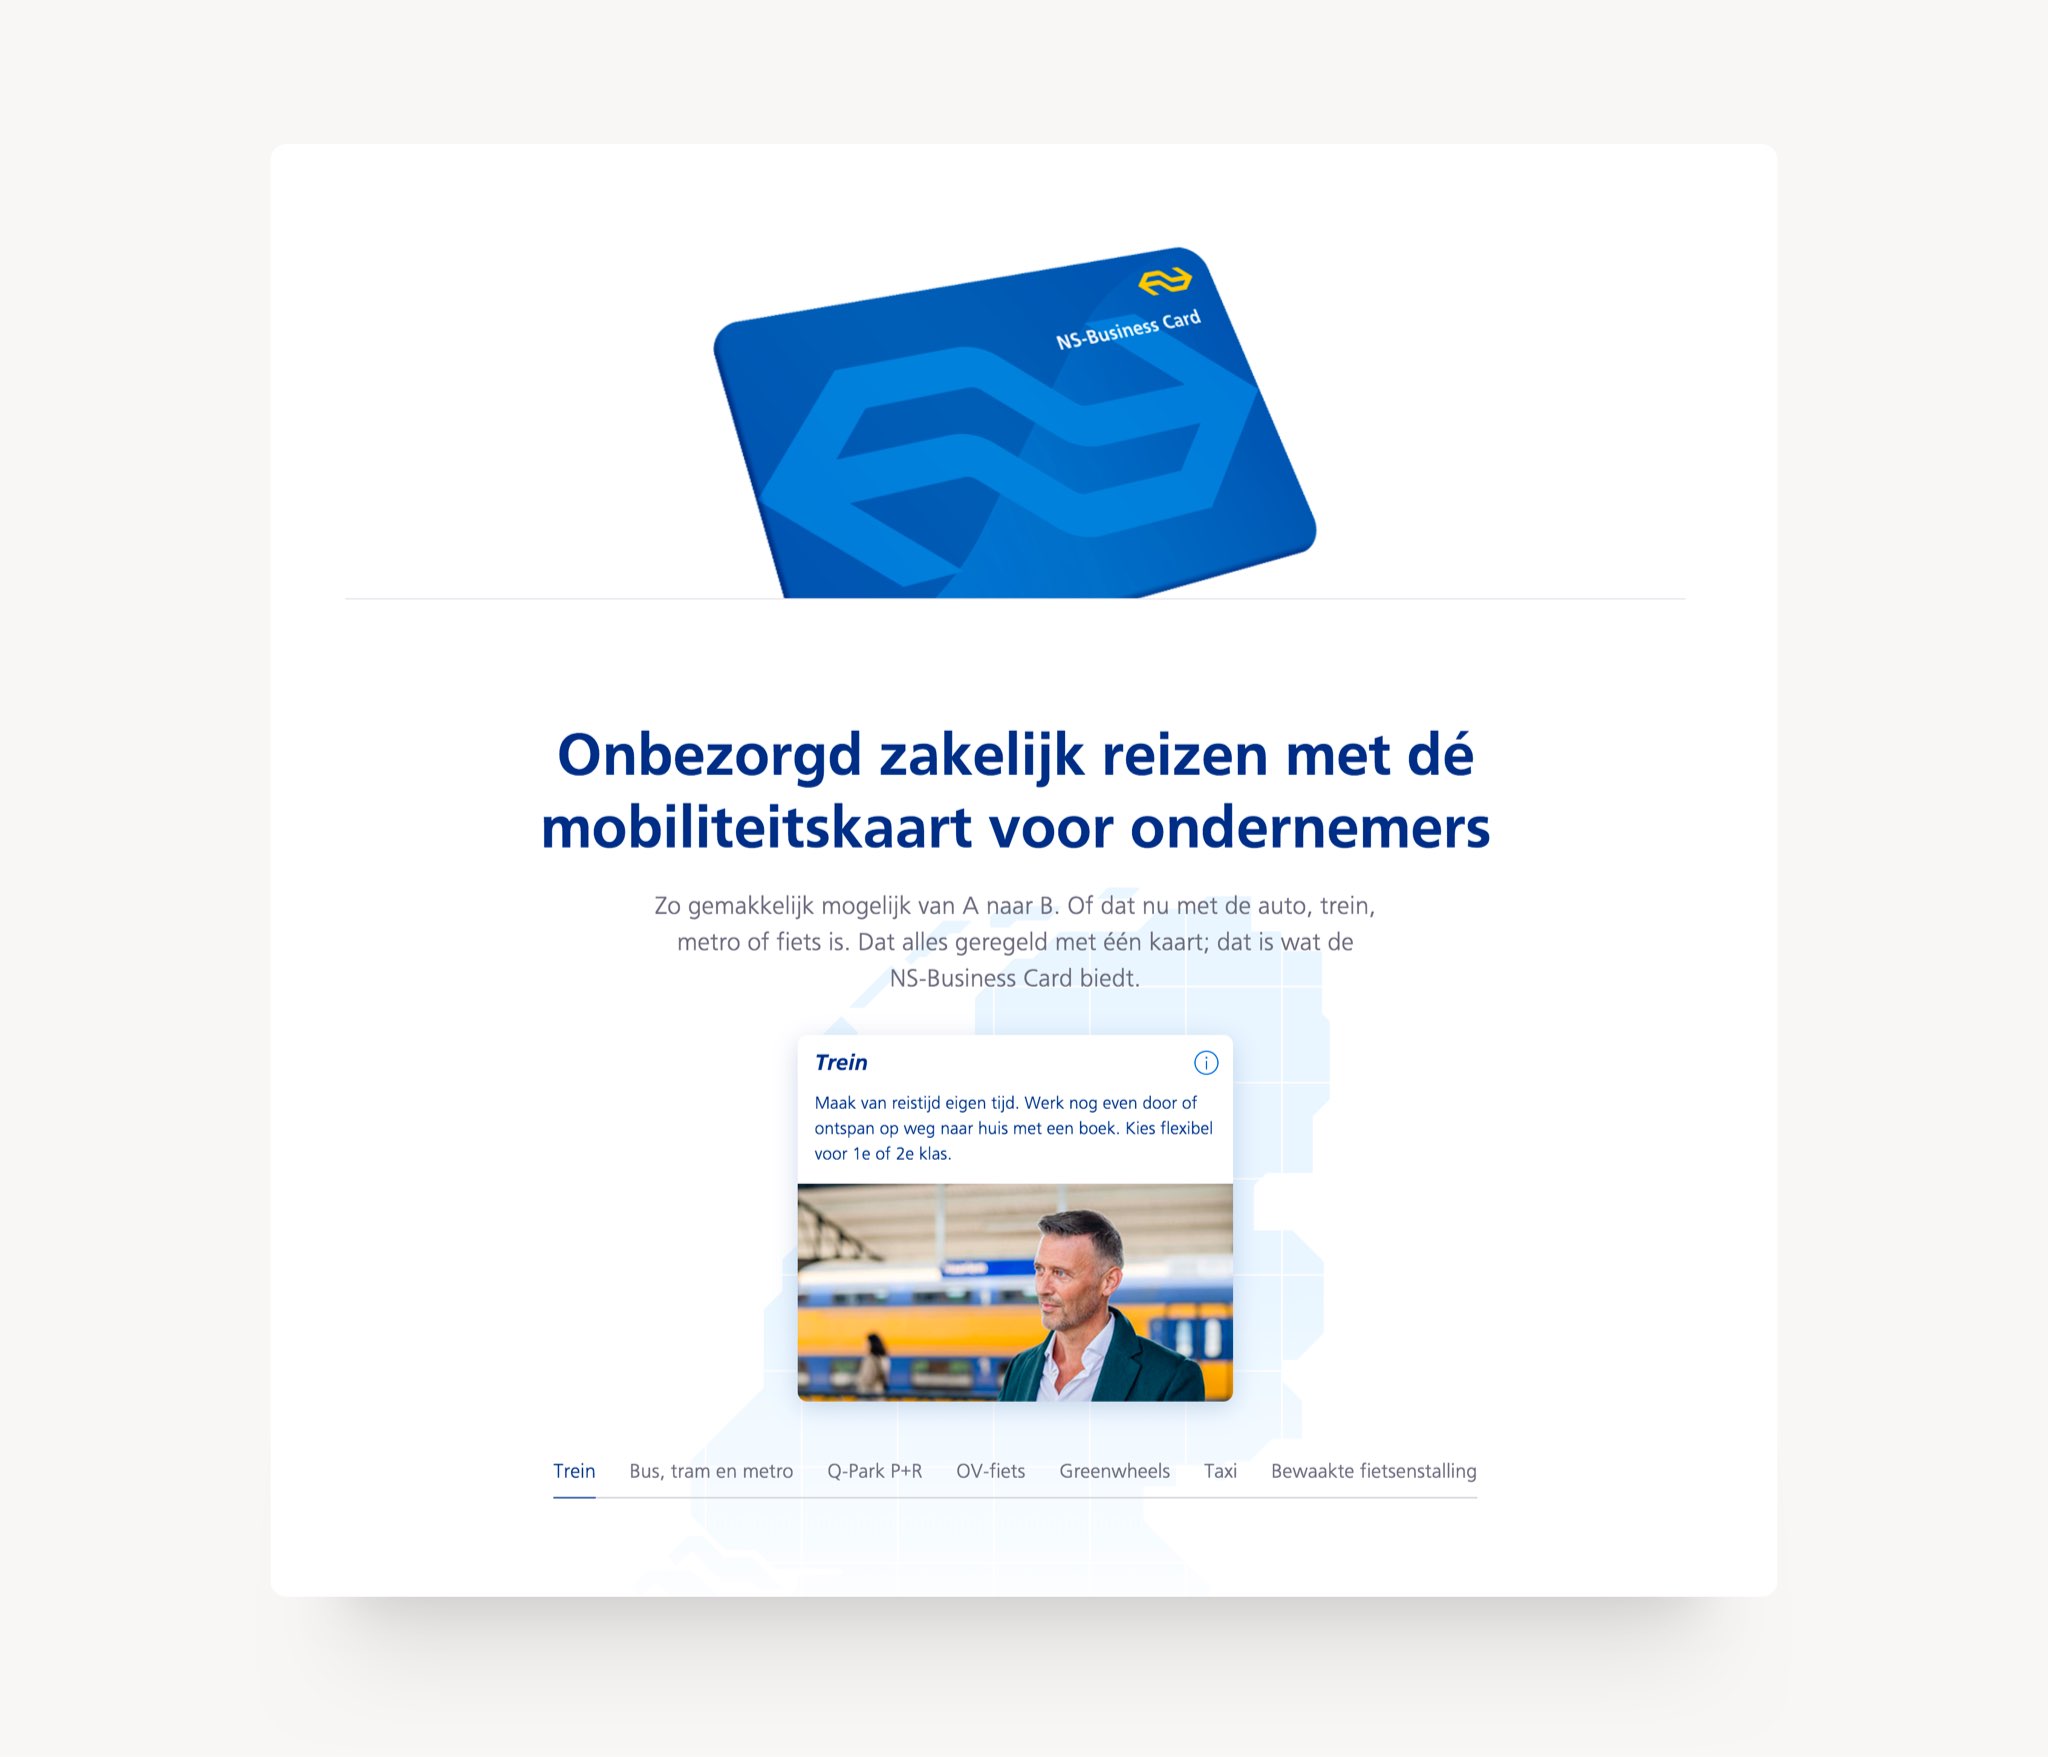 NS-Business Card
Onbezorgd zakelijk reizen met dé
mobiliteitskaart voor ondernemers
Zo gemakkelijk mogelijk van A naar B. Of dat nu met de auto, trein,
metro of fiets is. Dat alles geregeld met één kaart; dat is wat de
NS-Business Card biedt.
Trein
Maak van reistijd eigen tijd. Werk nog even door of
ontspan op weg naar huis met een boek. Kies flexibel
voor 1e of 2e klas.
Trein Bus, tram en metro Q-Park P+R OV-fiets Greenwheels Taxi Bewaakte fietsenstalling